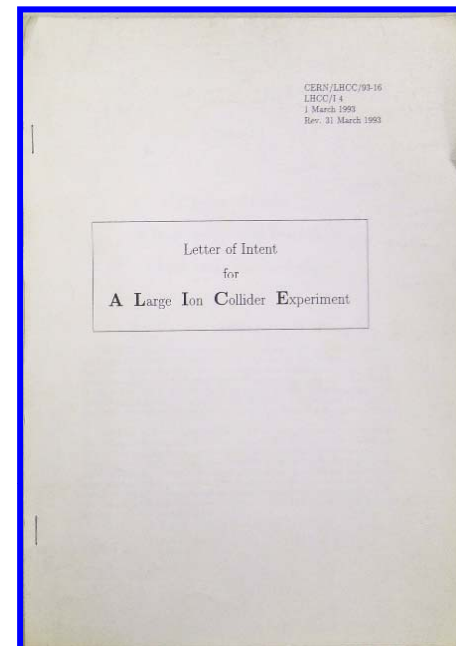 CERN/LHCC/93-16
LHCC/I 4
1 March 1993
Rev. 31 March 1993
Letter of Intent
for
A Large Ion Collider Experiment